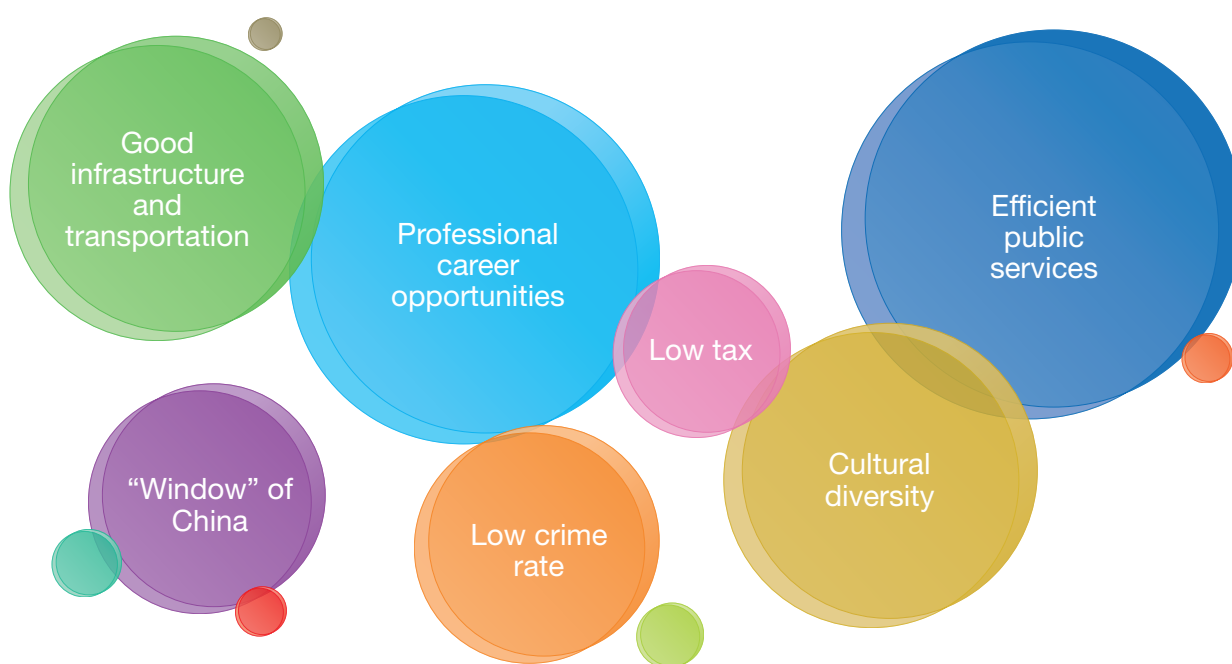 Good
infrastructure
and
transportation
Professional
career
opportunities
Efficient
public
services
Low tax
“Window” of
China
Low crime
rate
Cultural
diversity